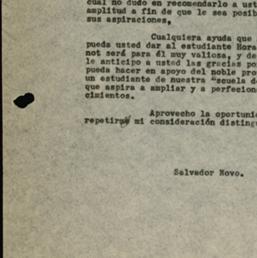 cual no dudo en recomendarlo a ust
amplitud a fin de que le sea posib
sus aspiraciones,
Cualquiera ayuda que
pueda usted dar al estudiante Hora
not será para él muy valiosa, y de
le anticipo a usted las gracias po
pueda hacer en apoyo del noble pro
un estudiante de nuestra "scuela d
que aspira a ampliar y a perfecion
cimientos.
Aprovecho la oportunid
repetirme mi consideración disting
Salvador Novo.